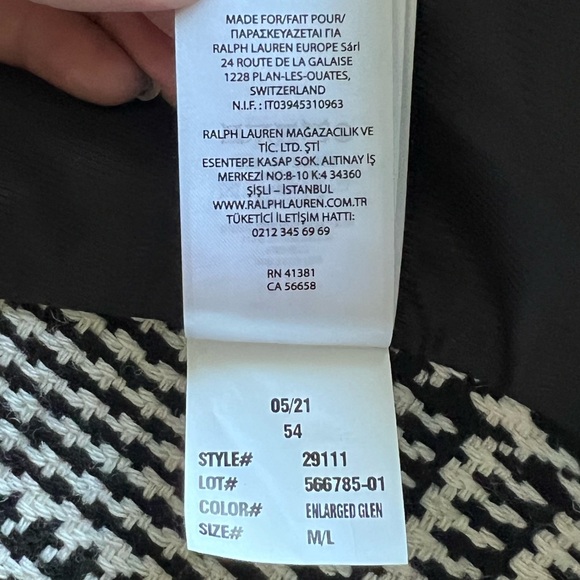 MADE FOR/FAIT POUR/
ΠΑΡΑΣΚΕΥΑΖΕΤΑΙ ΓΙΑ
RALPH LAUREN EUROPE Sárl
24 ROUTE DE LA GALAISE
1228 PLAN-LES-OUATES,
SWITZERLAND
N.I.F.: IT03945310963
RALPH LAUREN MAĞAZACILIK VE
TİC. LTD. ŞTİ
ESENTEPE KASAP SOK. ALTINAY İŞ
MERKEZİ NO:8-10 K:4 34360
ŞİŞLİ – İSTANBUL
WWW.RALPHLAUREN.COM.TR
TÜKETİCİ İLETİŞİM HATTI:
0212 345 69 69
RN 41381
CA 56658
05/21
54
STYLE# 29111
LOT# 566785-01
COLOR# ENLARGED GLEN
SIZE# M/L